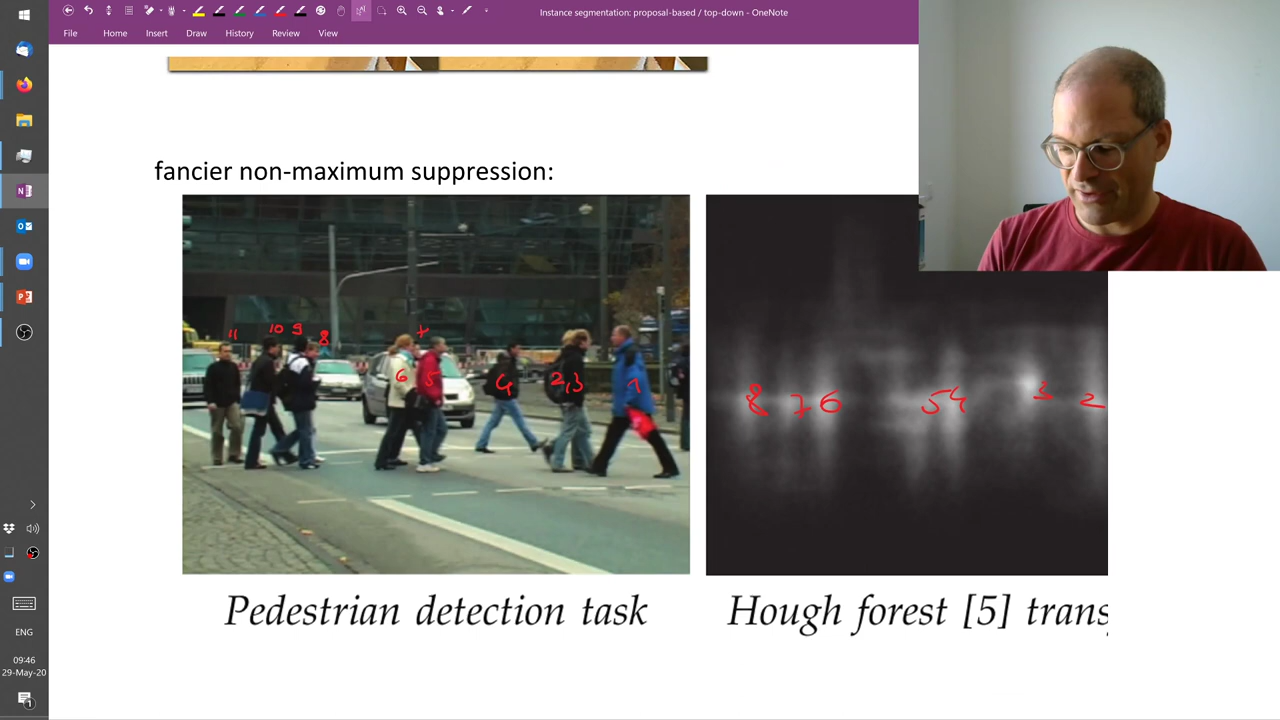 Instance segmentation: proposal-based / top-down - OneNote
File Home Insert Draw History Review View
fancier non-maximum suppression:
11 10 9 8 7
6 5 4 2,3 1
8 7 6 5 4 3 2
Pedestrian detection task
Hough forest [5] trans
ENG
09:46
29-May-20